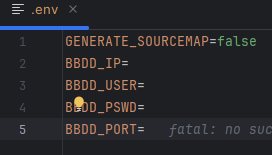 .env
1 GENERATE_SOURCEMAP=false
2 BBDD_IP=
3 BBDD_USER=
4 BBDD_PSWD=
5 BBDD_PORT= fatal: no suc